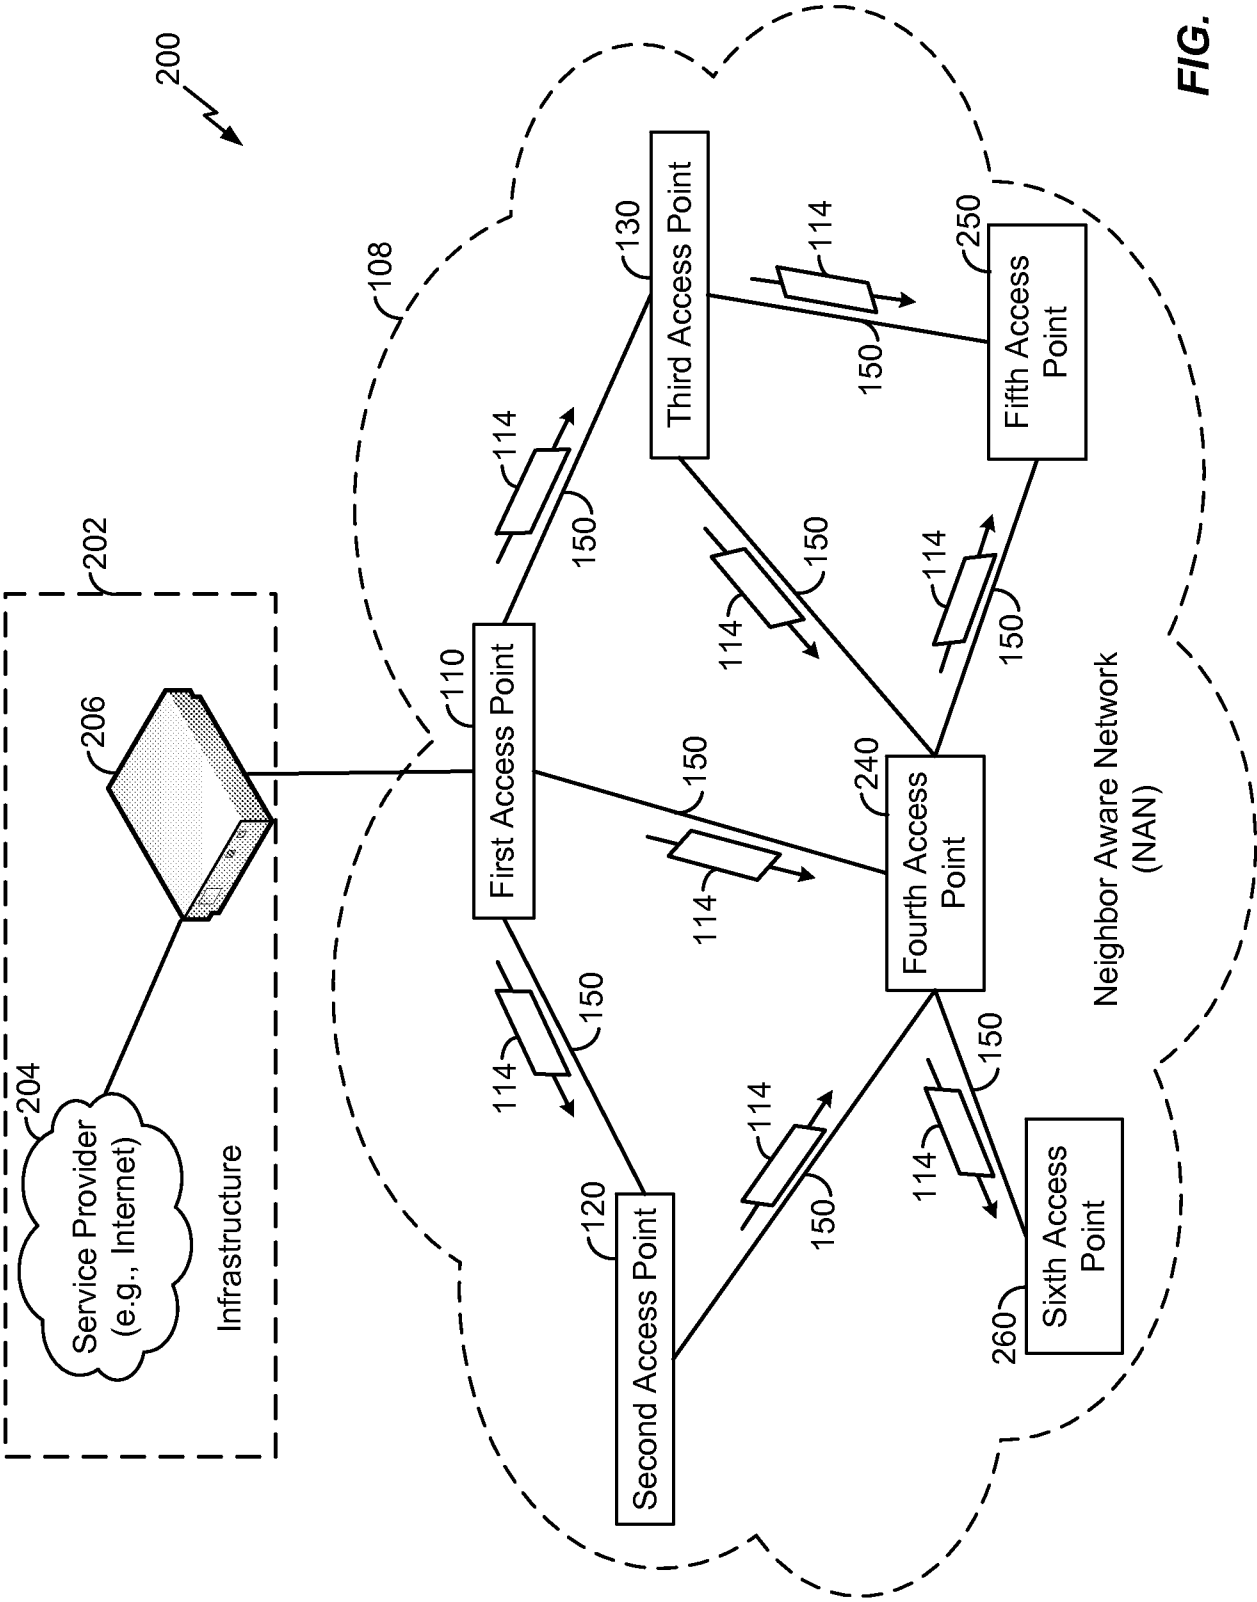 200
202
206
204
Service Provider
(e.g., Internet)
Infrastructure
108
110
First Access Point
114
150
114
150
120
Second Access Point
130
Third Access Point
114
150
114
150
114
150
114
150
240
Fourth Access
Point
250
Fifth Access
Point
114
150
114
150
260
Sixth Access
Point
Neighbor Aware Network
(NAN)
FIG.